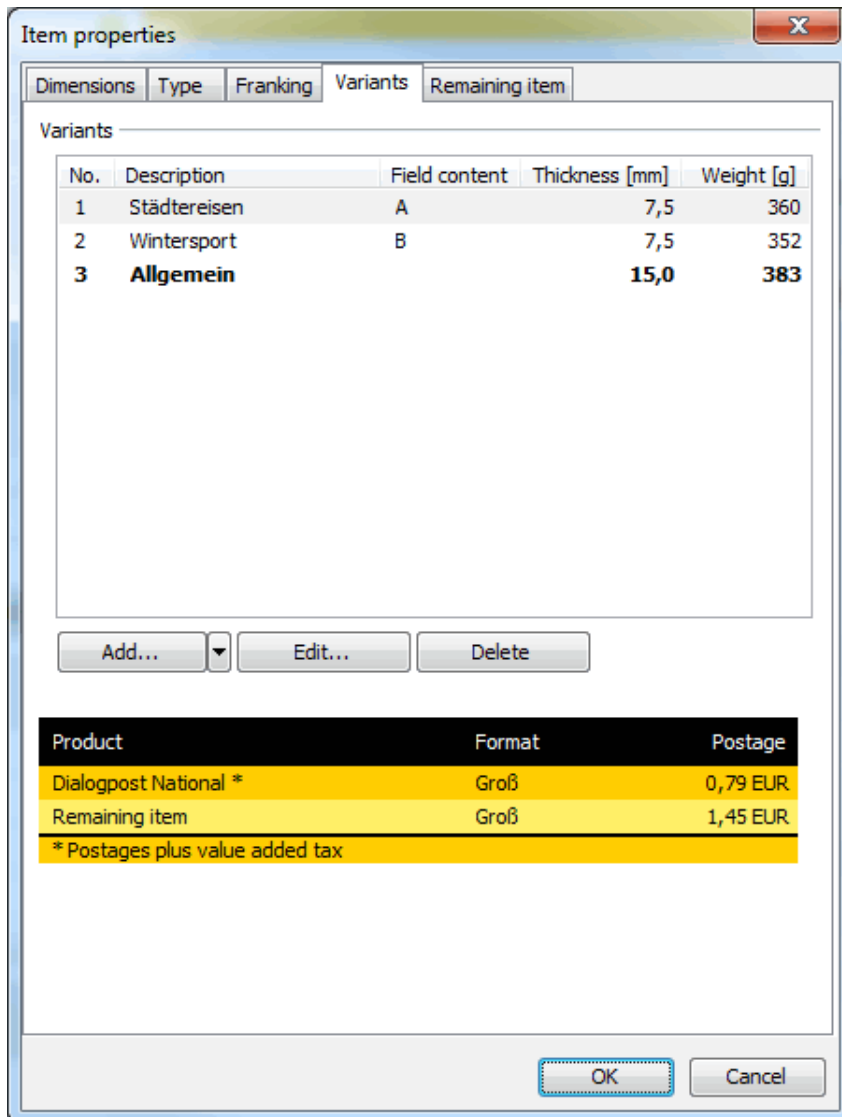 Item properties
Dimensions Type Franking Variants Remaining item
Variants
No. Description Field content Thickness [mm] Weight [g]
1 Städtereisen A 7,5 360
2 Wintersport B 7,5 352
3 Allgemein 15,0 383
Add... Edit... Delete
Product Format Postage
Dialogpost National * Groß 0,79 EUR
Remaining item Groß 1,45 EUR
* Postages plus value added tax
OK Cancel